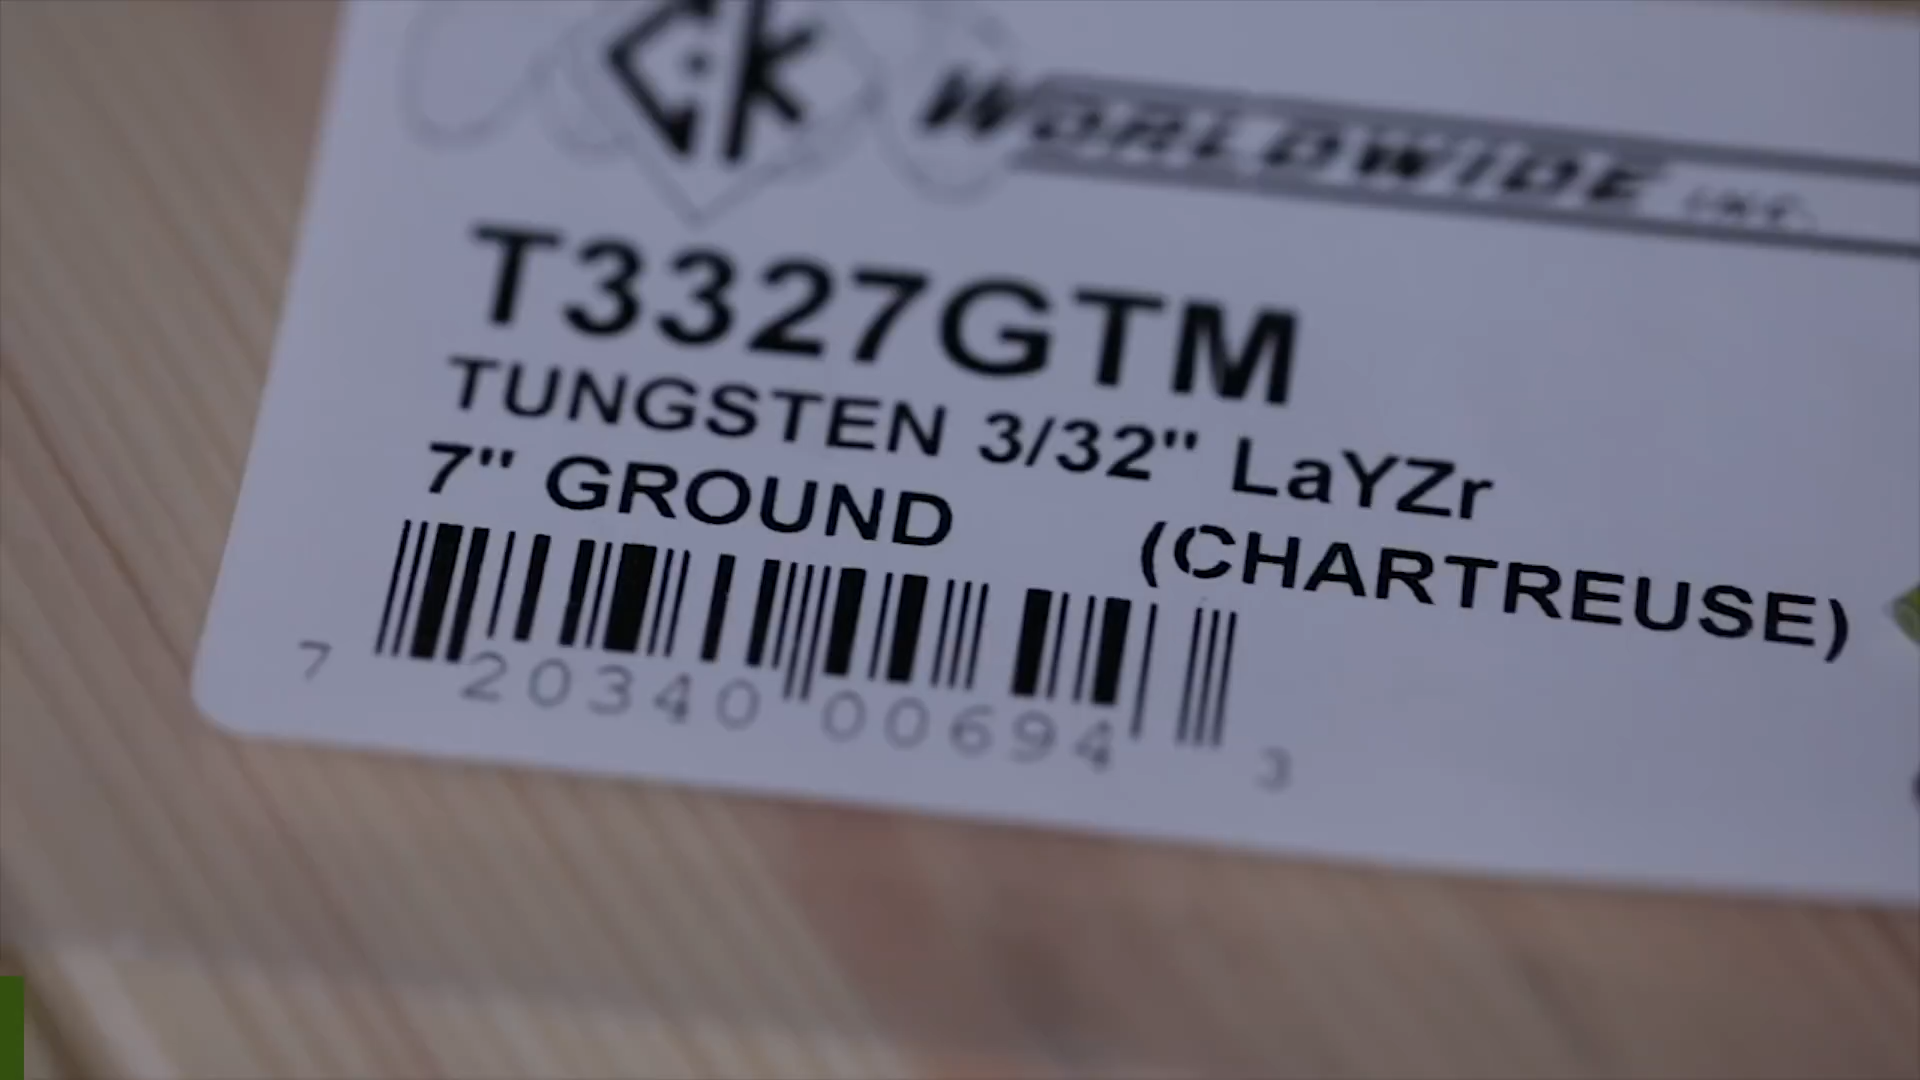 CK WORLDWIDE INC.
T3327GTM
TUNGSTEN 3/32" LaYZr
7" GROUND (CHARTREUSE)
7 20340 00694 3